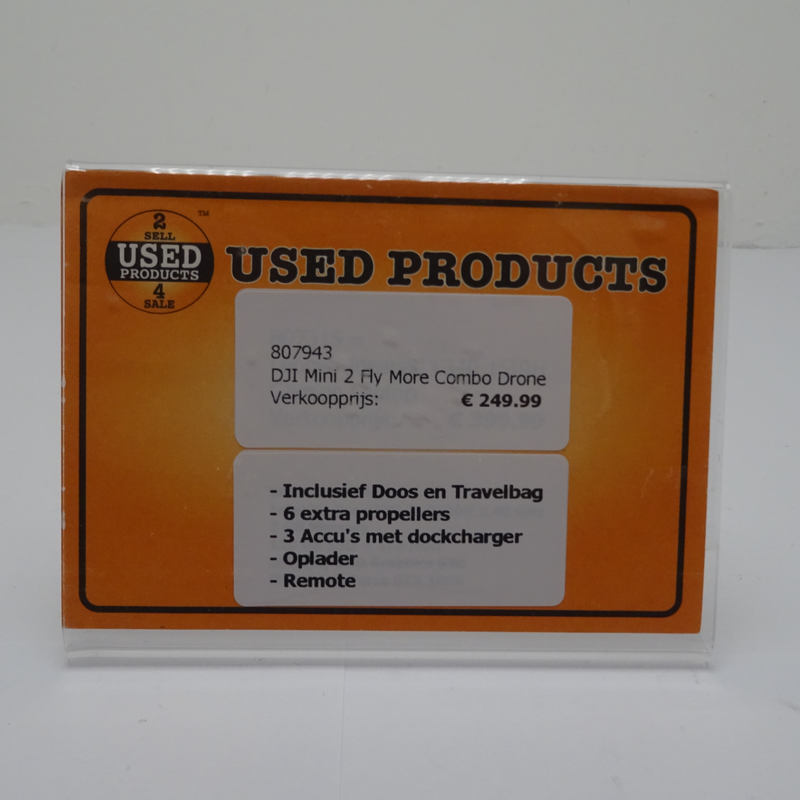 2
SELL
USED
PRODUCTS
4
SALE
TM
USED PRODUCTS
807943
DJI Mini 2 Fly More Combo Drone
Verkoopprijs: € 249.99
- Inclusief Doos en Travelbag
- 6 extra propellers
- 3 Accu's met dockcharger
- Oplader
- Remote